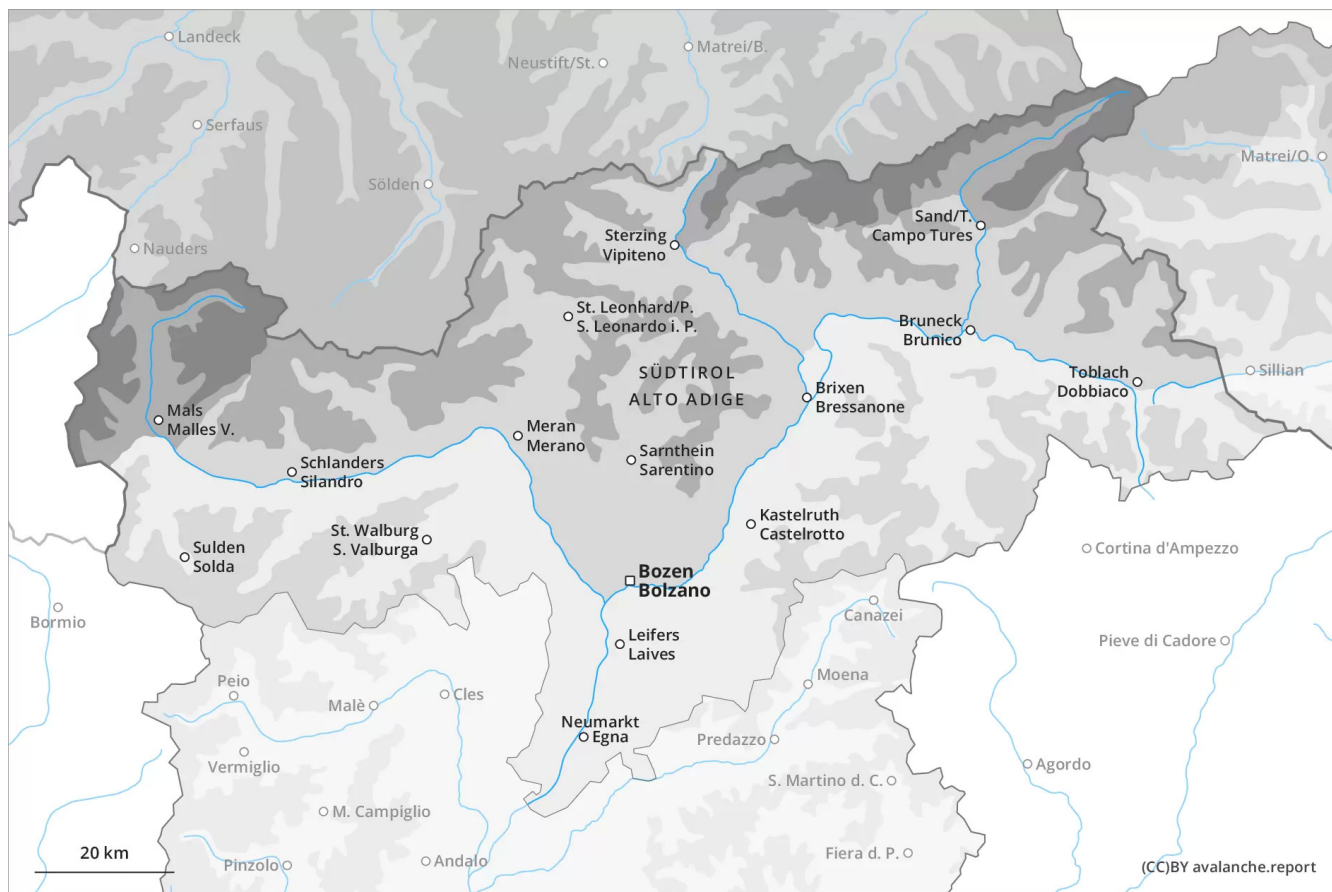 Landeck
Matrei/B.
Neustift/St.
Serfaus
Matrei/O.
Sölden
Sand/T.
Campo Tures
Nauders
Sterzing
Vipiteno
St. Leonhard/P.
S. Leonardo i. P.
Bruneck
Brunico
SÜDTIROL
ALTO ADIGE
Toblach
Dobbiaco
Sillian
Brixen
Bressanone
Mals
Malles V.
Meran
Merano
Schlanders
Silandro
Sarnthein
Sarentino
Kastelruth
Castelrotto
St. Walburg
S. Valburga
Sulden
Solda
Cortina d'Ampezzo
Bozen
Bolzano
Bormio
Canazei
Leifers
Laives
Pieve di Cadore
Peio
Moena
Malè
Cles
Neumarkt
Egna
Predazzo
Vermiglio
Agordo
S. Martino d. C.
M. Campiglio
20 km
Pinzolo
Andalo
Fiera d. P.
(CC)BY avalanche.report